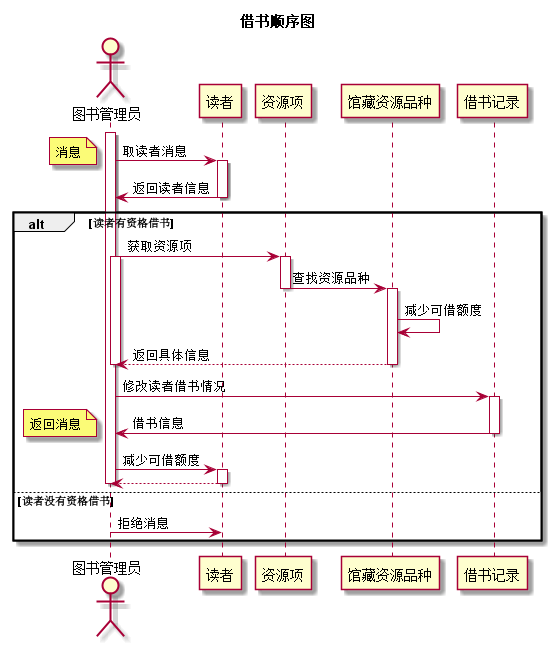 借书顺序图
图书管理员
读者
资源项
馆藏资源品种
借书记录
消息
取读者消息
返回读者信息
alt
[读者有资格借书]
获取资源项
查找资源品种
减少可借额度
返回具体信息
修改读者借书情况
返回消息
借书信息
减少可借额度
[读者没有资格借书]
拒绝消息
图书管理员
读者
资源项
馆藏资源品种
借书记录